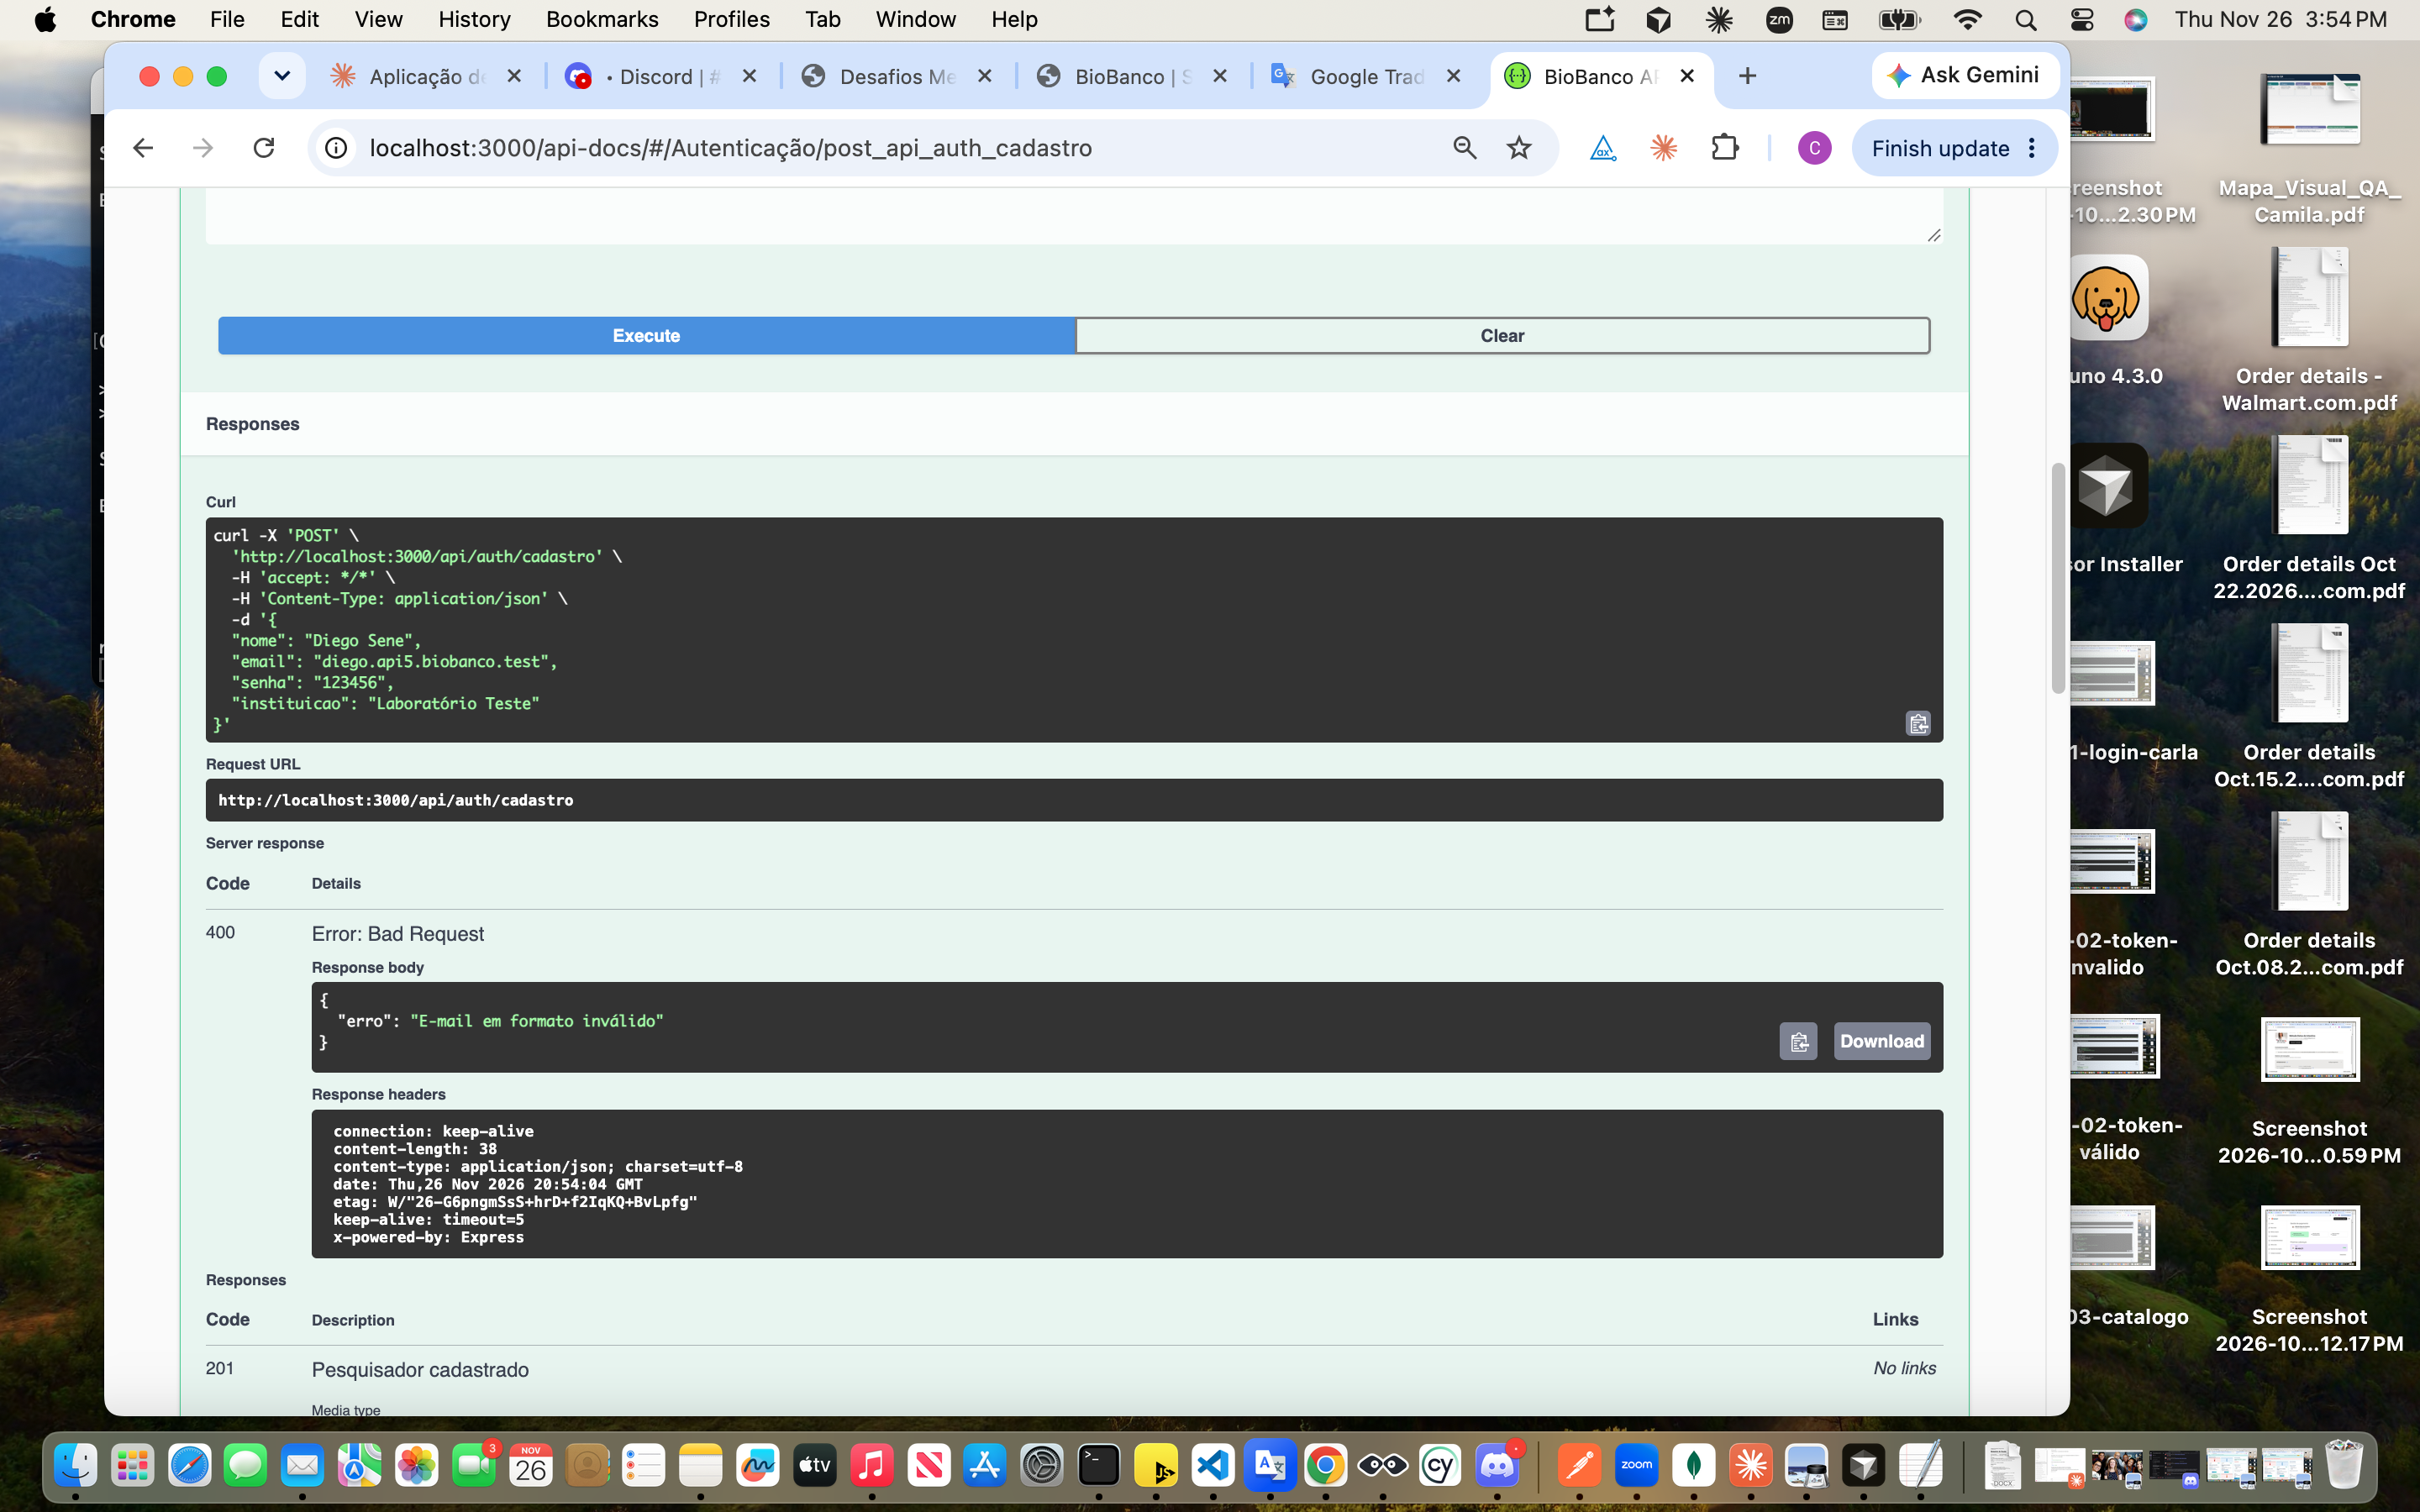 Chrome File Edit View History Bookmarks Profiles Tab Window Help
zm
Thu Nov 26 3:54 PM
Aplicação de
• Discord | #
Desafios Me
BioBanco | S
Google Trad
BioBanco AP
Ask Gemini
localhost:3000/api-docs/#/Autenticação/post_api_auth_cadastro
C
Finish update
Execute
Clear
Responses
Curl
curl -X 'POST' \
'http://localhost:3000/api/auth/cadastro' \
-H 'accept: */*' \
-H 'Content-Type: application/json' \
-d '{
"nome": "Diego Sene",
"email": "diego.api5.biobanco.test",
"senha": "123456",
"instituicao": "Laboratório Teste"
}'
Request URL
http://localhost:3000/api/auth/cadastro
Server response
Code Details
400
Error: Bad Request
Response body
{
"erro": "E-mail em formato inválido"
}
Download
Response headers
connection: keep-alive
content-length: 38
content-type: application/json; charset=utf-8
date: Thu,26 Nov 2026 20:54:04 GMT
etag: W/"26-G6pngmSsS+hrD+f2IqKQ+BvLpfg"
keep-alive: timeout=5
x-powered-by: Express
Responses
Code Description Links
201 Pesquisador cadastrado No links
Media type
reenshot
-10...2.30 PM
Mapa_Visual_QA_
Camila.pdf
uno 4.3.0
Order details -
Walmart.com.pdf
sor Installer
Order details Oct
22.2026....com.pdf
1-login-carla
Order details
Oct.15.2....com.pdf
-02-token-
nvalido
Order details
Oct.08.2...com.pdf
-02-token-
válido
Screenshot
2026-10...0.59 PM
03-catalogo
Screenshot
2026-10...12.17 PM
3
NOV
26
tv
JS
zoom
cy
DOCX